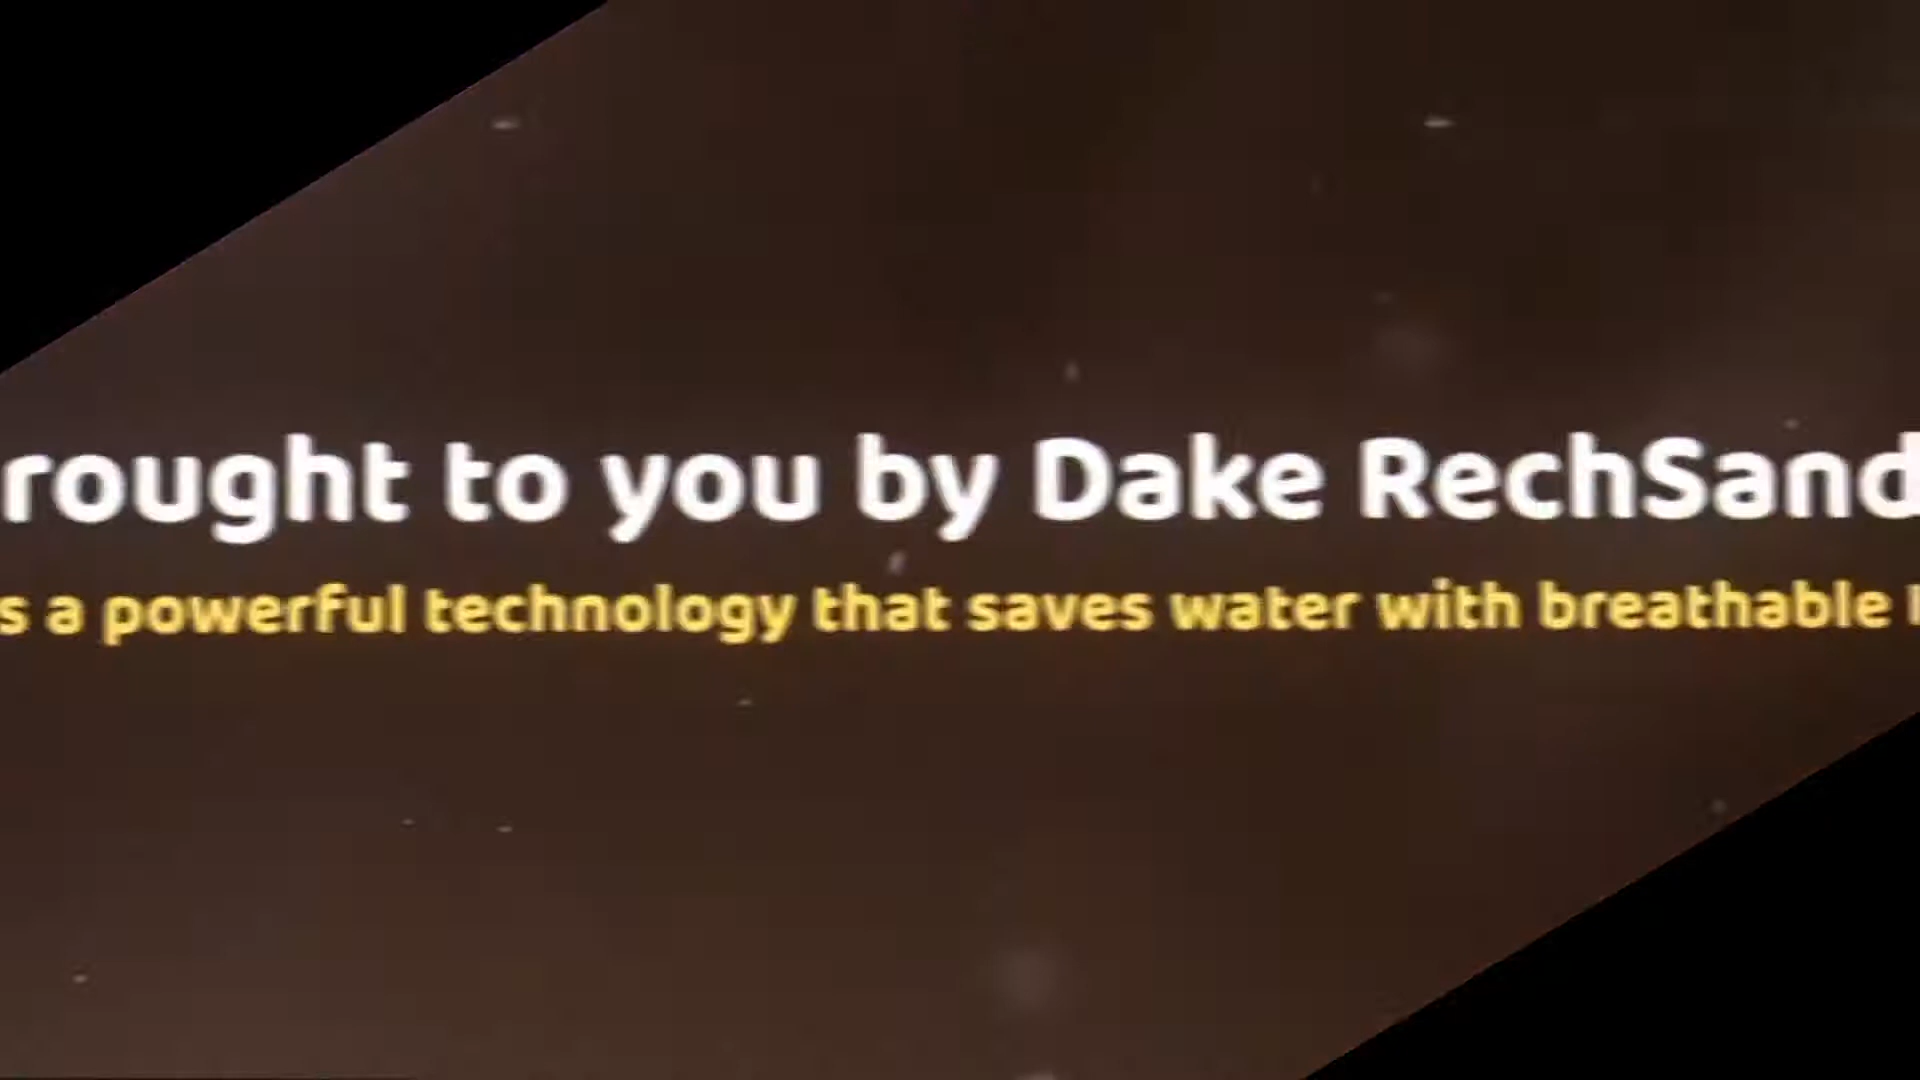 rought to you by Dake RechSand
s a powerful technology that saves water with breathable